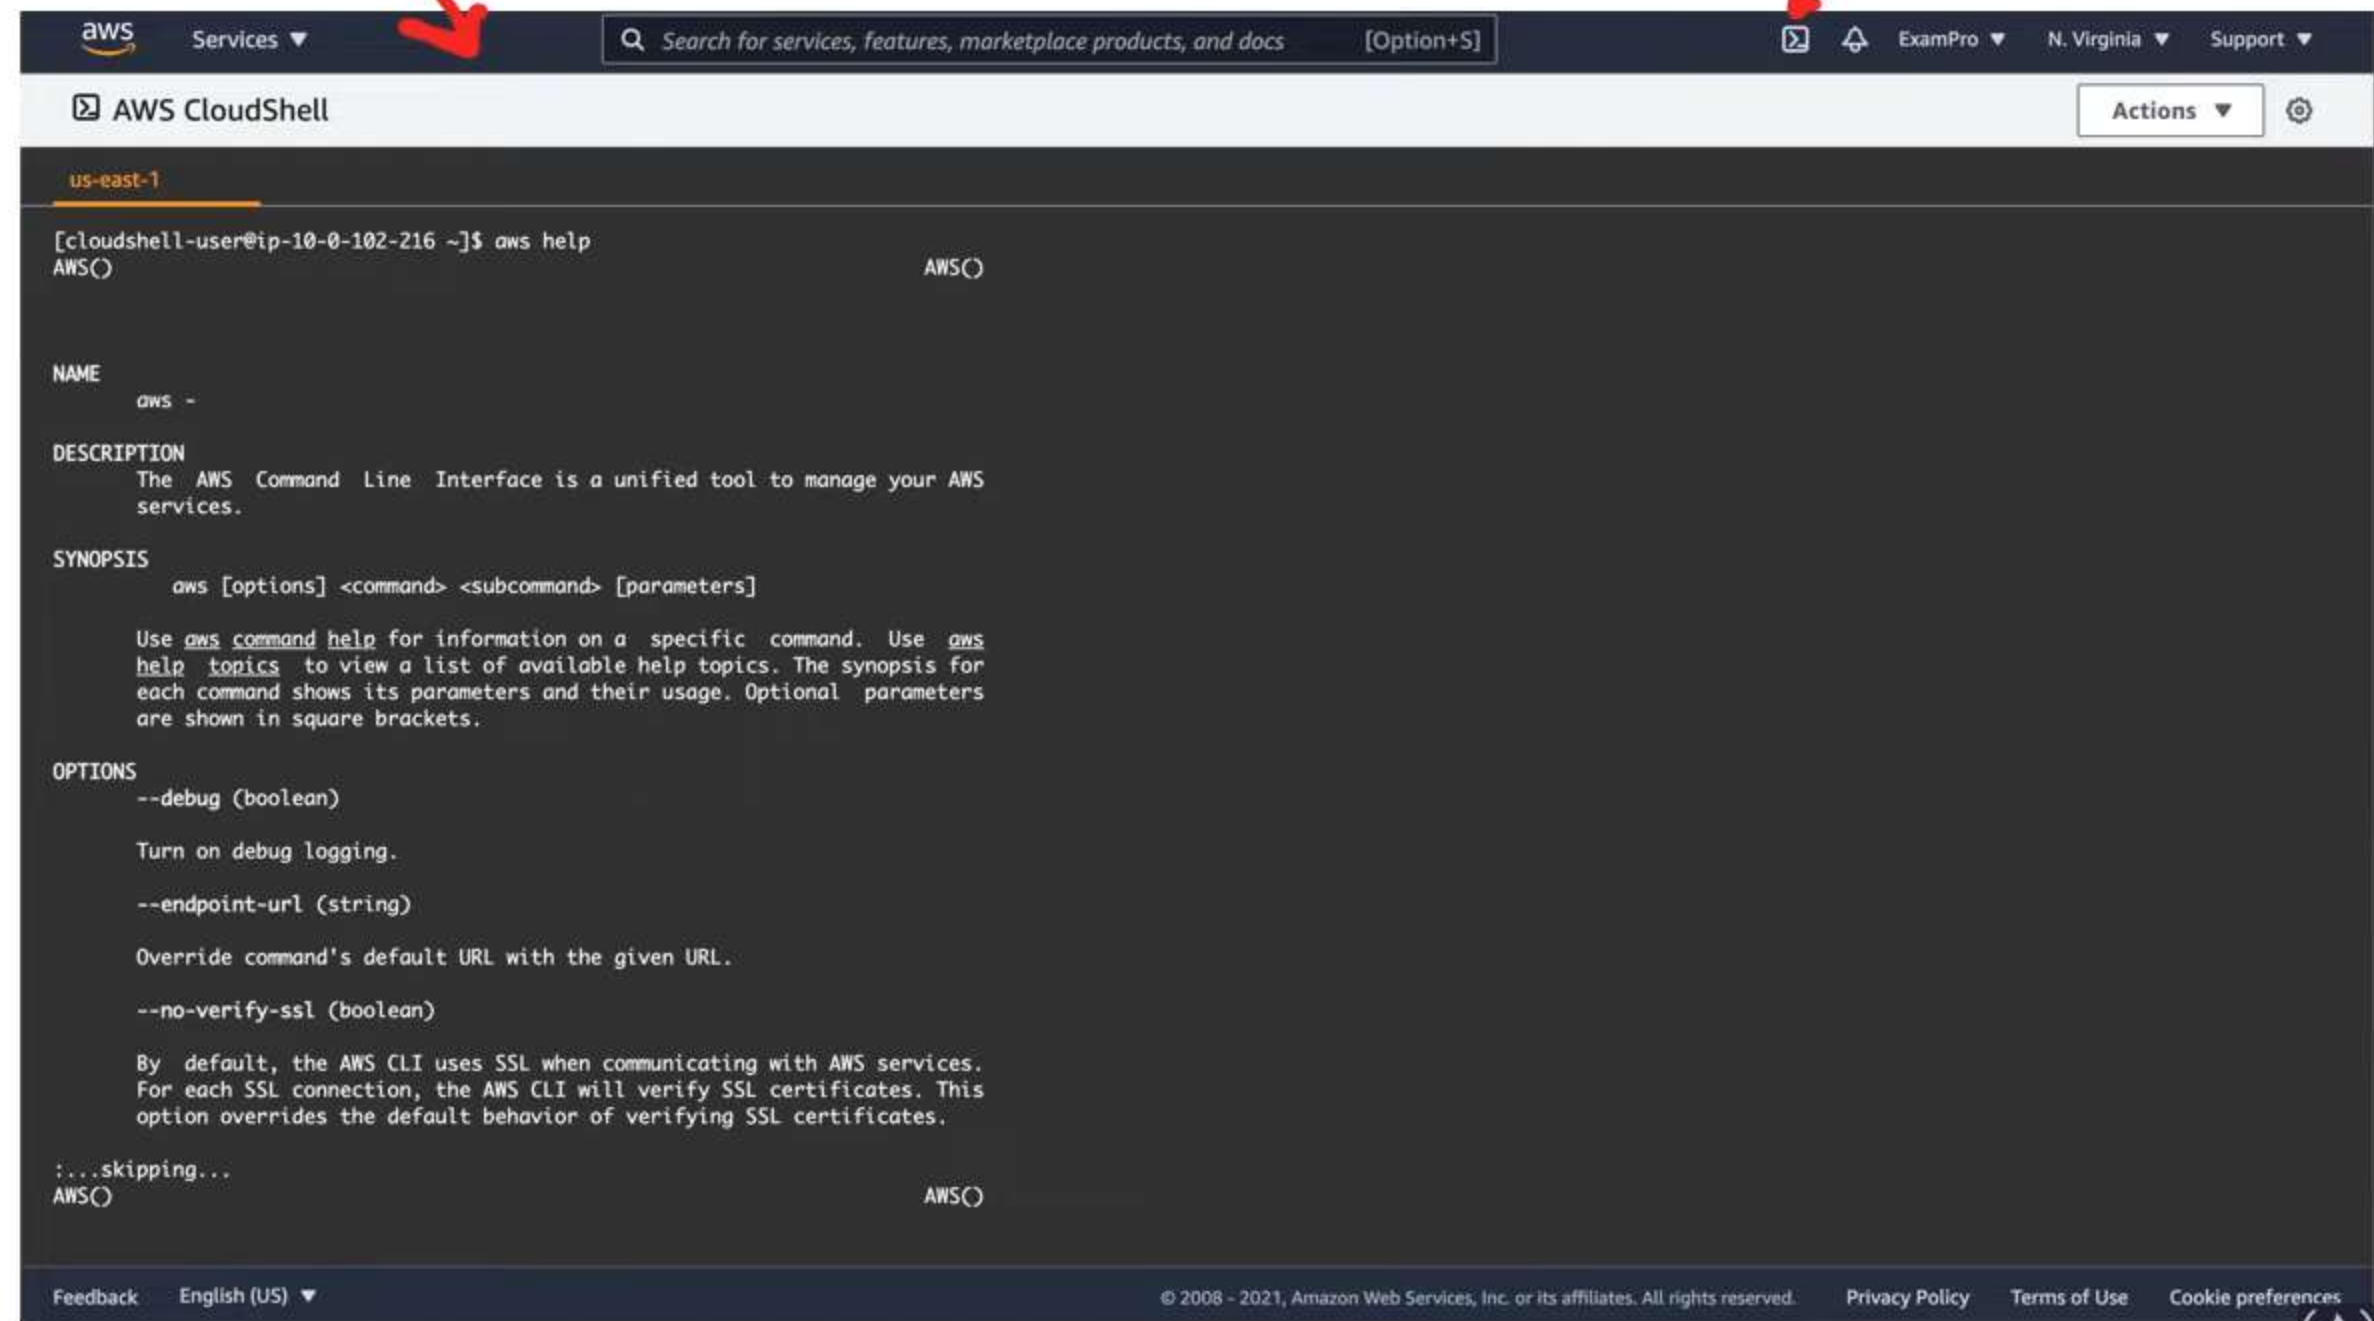 aws
Services ▼
Search for services, features, marketplace products, and docs [Option+S]
ExamPro ▼
N. Virginia ▼
Support ▼
AWS CloudShell
Actions ▼
us-east-1
[cloudshell-user@ip-10-0-102-216 ~]$ aws help
AWS() AWS()
NAME
aws -
DESCRIPTION
The AWS Command Line Interface is a unified tool to manage your AWS
services.
SYNOPSIS
aws [options] <command> <subcommand> [parameters]
Use aws command help for information on a specific command. Use aws
help topics to view a list of available help topics. The synopsis for
each command shows its parameters and their usage. Optional parameters
are shown in square brackets.
OPTIONS
--debug (boolean)
Turn on debug logging.
--endpoint-url (string)
Override command's default URL with the given URL.
--no-verify-ssl (boolean)
By default, the AWS CLI uses SSL when communicating with AWS services.
For each SSL connection, the AWS CLI will verify SSL certificates. This
option overrides the default behavior of verifying SSL certificates.
:...skipping...
AWS() AWS()
Feedback
English (US) ▼
© 2008 - 2021, Amazon Web Services, Inc. or its affiliates. All rights reserved.
Privacy Policy
Terms of Use
Cookie preferences